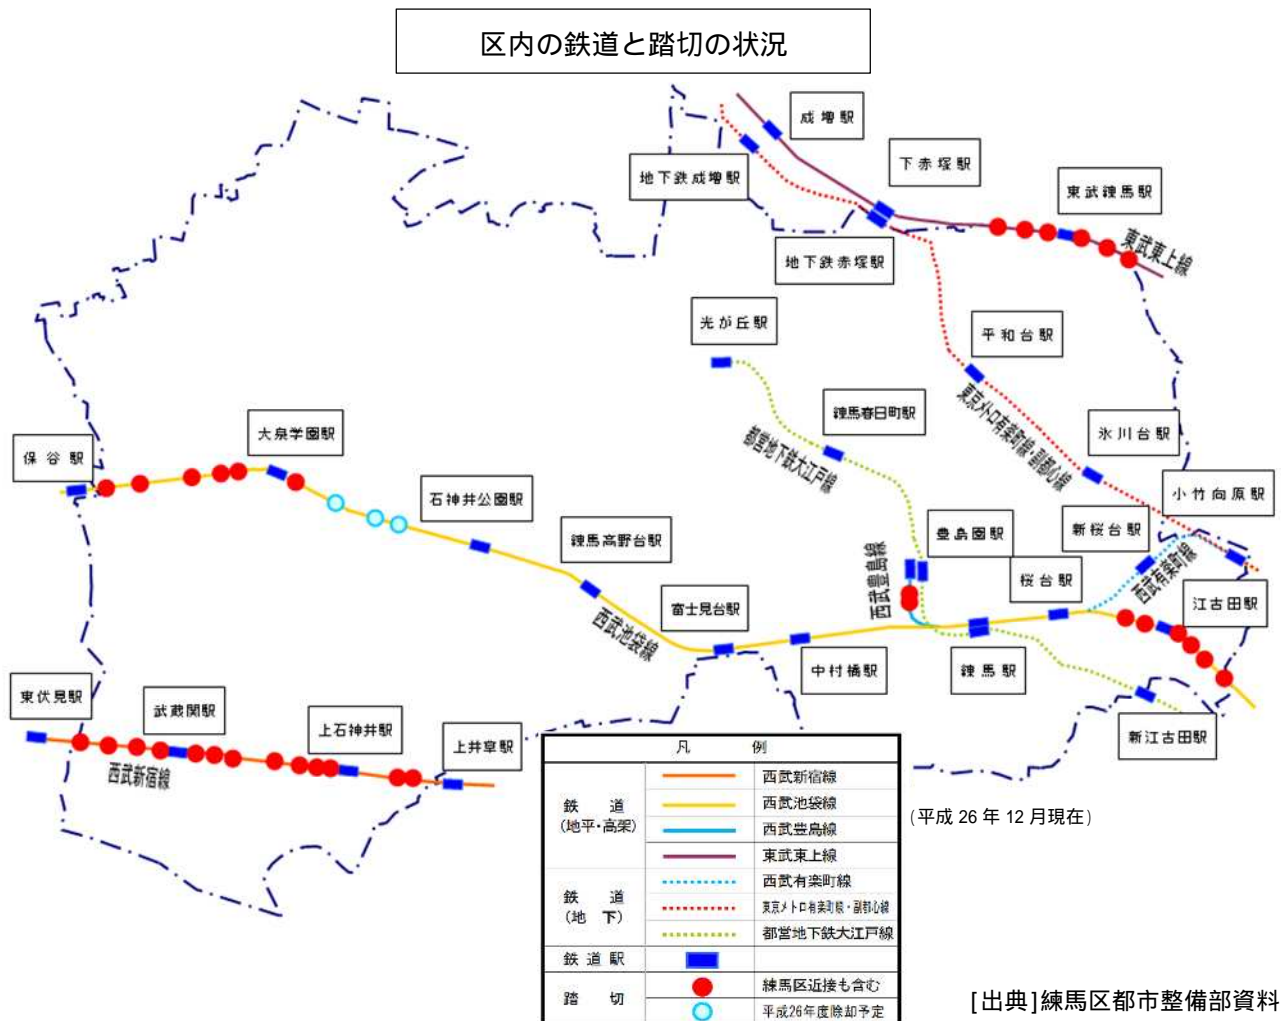 区内の鉄道と踏切の状況
成増駅
下赤塚駅
地下鉄成増駅
東武練馬駅
東武東上線
地下鉄赤塚駅
光が丘駅
平和台駅
東京メトロ有楽町線・副都心線
練馬春日町駅
都営地下鉄大江戸線
氷川台駅
大泉学園駅
保谷駅
石神井公園駅
小竹向原駅
新桜台駅
練馬高野台駅
豊島園駅
西武豊島線
桜台駅
西武有楽町線
江古田駅
富士見台駅
西武池袋線
中村橋駅
練馬駅
新江古田駅
東伏見駅
武蔵関駅
上石神井駅
上井草駅
西武新宿線
凡例
鉄道
(地平・高架)
西武新宿線
西武池袋線
西武豊島線
東武東上線
鉄道
(地下)
西武有楽町線
東京メトロ有楽町線・副都心線
都営地下鉄大江戸線
鉄道駅
踏切
練馬区近接も含む
平成26年度除却予定
(平成 26 年 12 月現在)
[出典]練馬区都市整備部資料